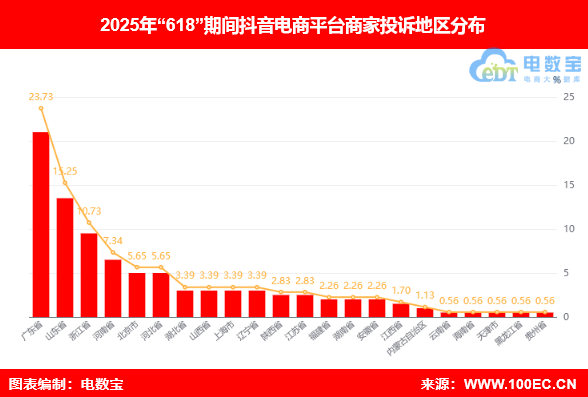 2025年“618”期间抖音电商平台商家投诉地区分布
eDT 电数宝
电商大%数据库
23.73
15.25
10.73
7.34
5.65
5.65
3.39
3.39
3.39
3.39
2.83
2.83
2.26
2.26
2.26
1.70
1.13
0.56
0.56
0.56
0.56
0.56
25
20
15
10
5
0
广东省
山东省
浙江省
河南省
北京市
河北省
湖北省
山西省
上海市
辽宁省
陕西省
江苏省
福建省
湖南省
安徽省
江西省
内蒙古自治区
云南省
海南省
天津市
黑龙江省
贵州省
图表编制：电数宝
来源：WWW.100EC.CN